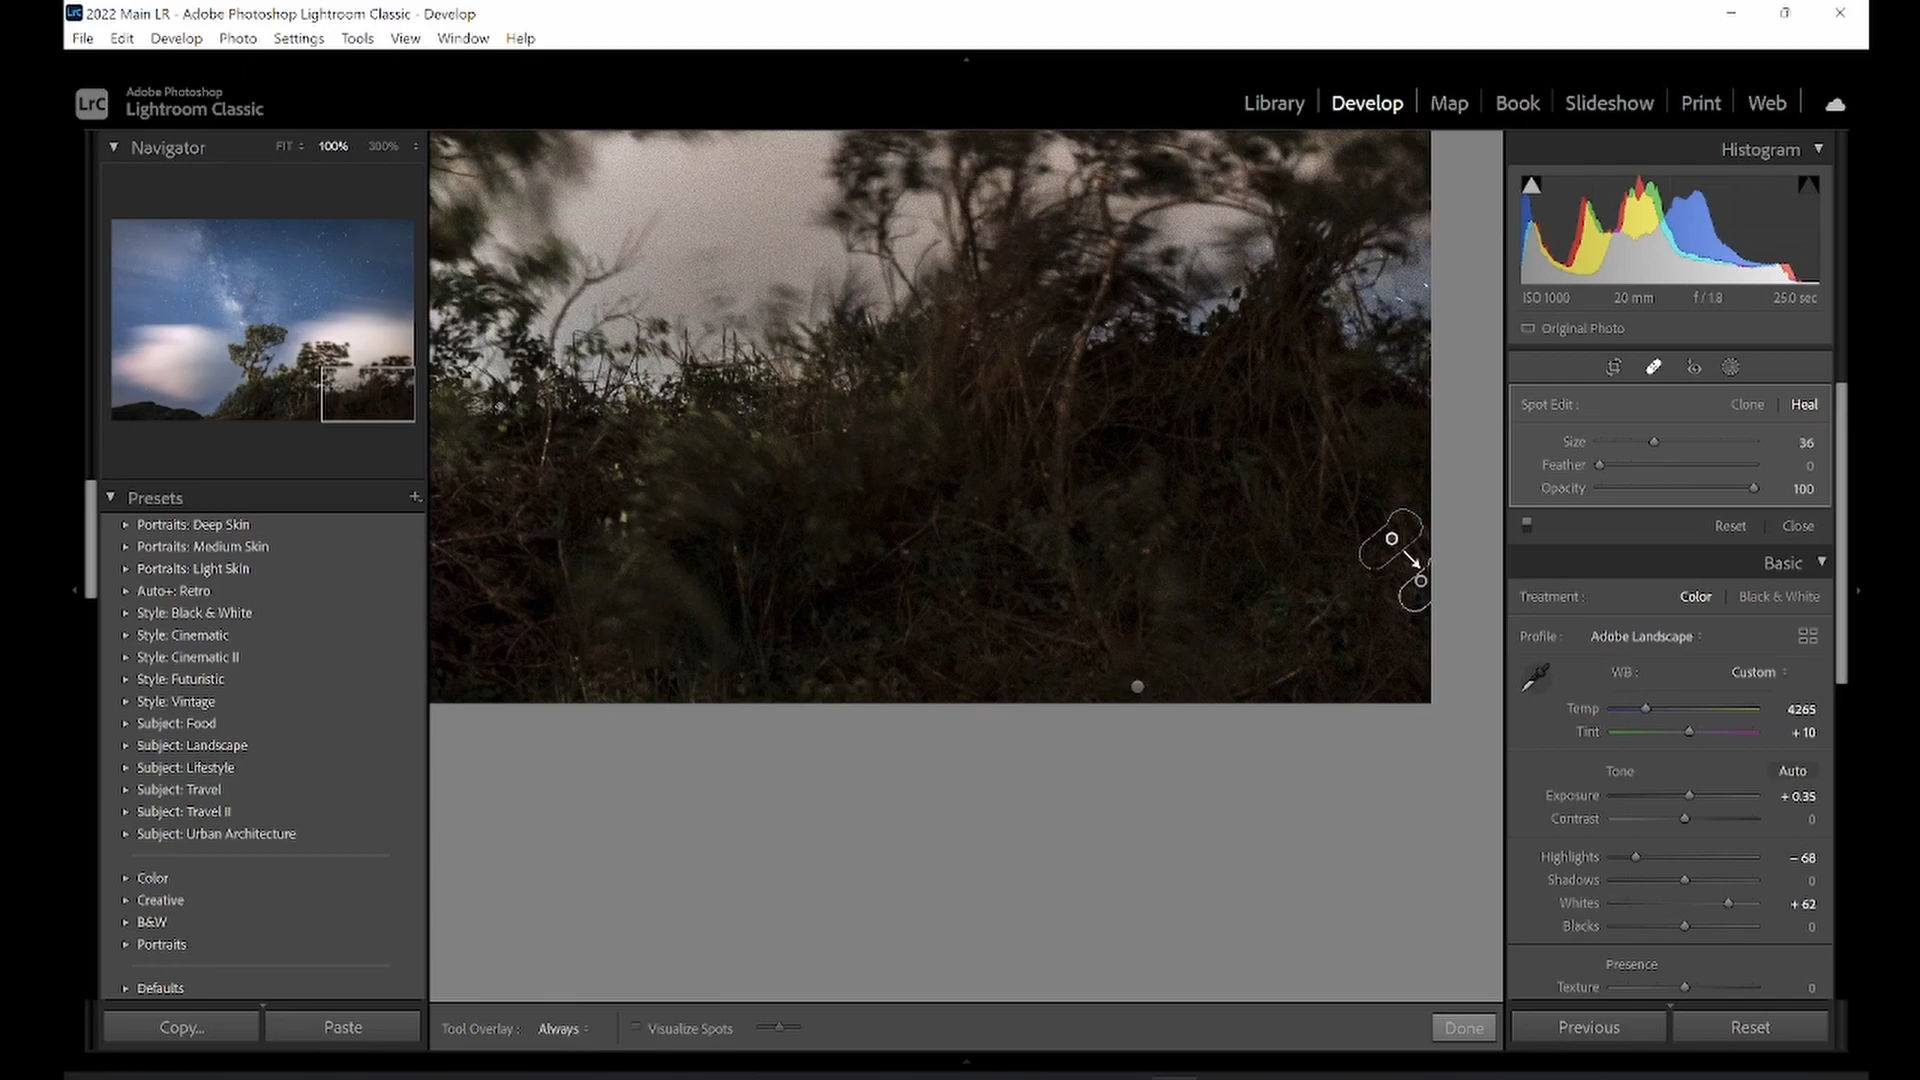 Lrc 2022 Main LR - Adobe Photoshop Lightroom Classic - Develop
File Edit Develop Photo Settings Tools View Window Help
LrC
Adobe Photoshop
Lightroom Classic
Library Develop Map Book Slideshow Print Web
Navigator FIT 100% 300%
Histogram
ISO 1000 20 mm f / 1.8 25.0 sec
Original Photo
Spot Edit : Clone Heal
Size 36
Feather 0
Opacity 100
Reset Close
Basic
Treatment : Color Black & White
Profile : Adobe Landscape
WB : Custom
Temp 4265
Tint + 10
Tone Auto
Exposure + 0.35
Contrast 0
Highlights – 68
Shadows 0
Whites + 62
Blacks 0
Presence
Texture 0
Presets
Portraits: Deep Skin
Portraits: Medium Skin
Portraits: Light Skin
Auto+: Retro
Style: Black & White
Style: Cinematic
Style: Cinematic II
Style: Futuristic
Style: Vintage
Subject: Food
Subject: Landscape
Subject: Lifestyle
Subject: Travel
Subject: Travel II
Subject: Urban Architecture
Color
Creative
B&W
Portraits
Defaults
Copy... Paste
Tool Overlay : Always Visualize Spots Done
Previous Reset